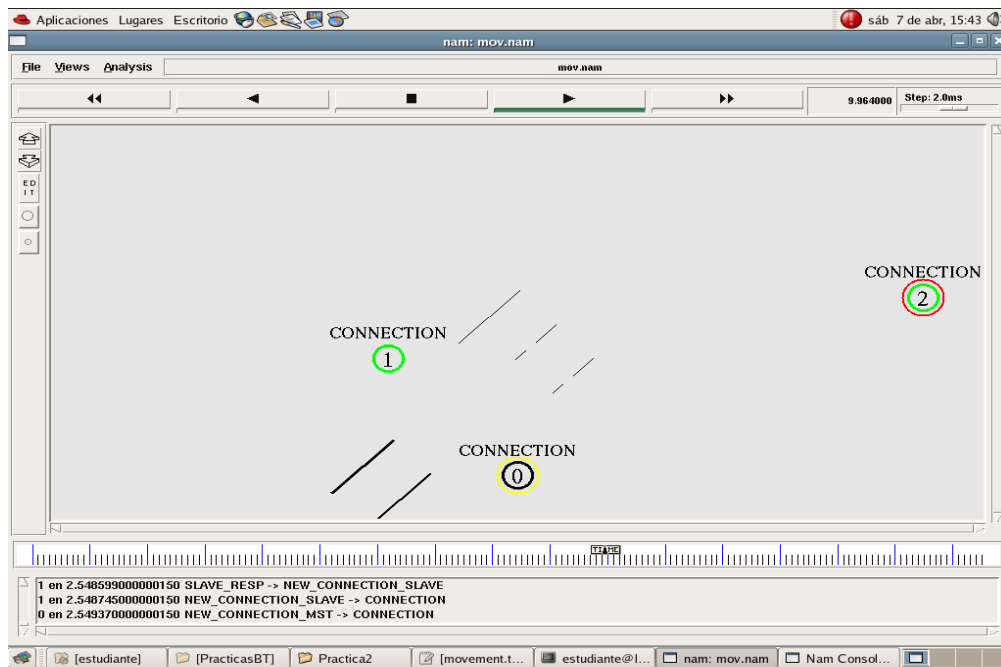 Aplicaciones Lugares Escritorio
sáb 7 de abr, 15:43
nam: mov.nam
File Views Analysis
mov.nam
9.964000
Step: 2.0ms
ED
IT
CONNECTION
2
CONNECTION
1
CONNECTION
0
TIME
1 en 2.548599000000150 SLAVE_RESP -> NEW_CONNECTION_SLAVE
1 en 2.548745000000150 NEW_CONNECTION_SLAVE -> CONNECTION
0 en 2.549370000000150 NEW_CONNECTION_MST -> CONNECTION
[estudiante] [PracticasBT] Practica2 [movement.t... estudiante@l... nam: mov.nam Nam Consol...